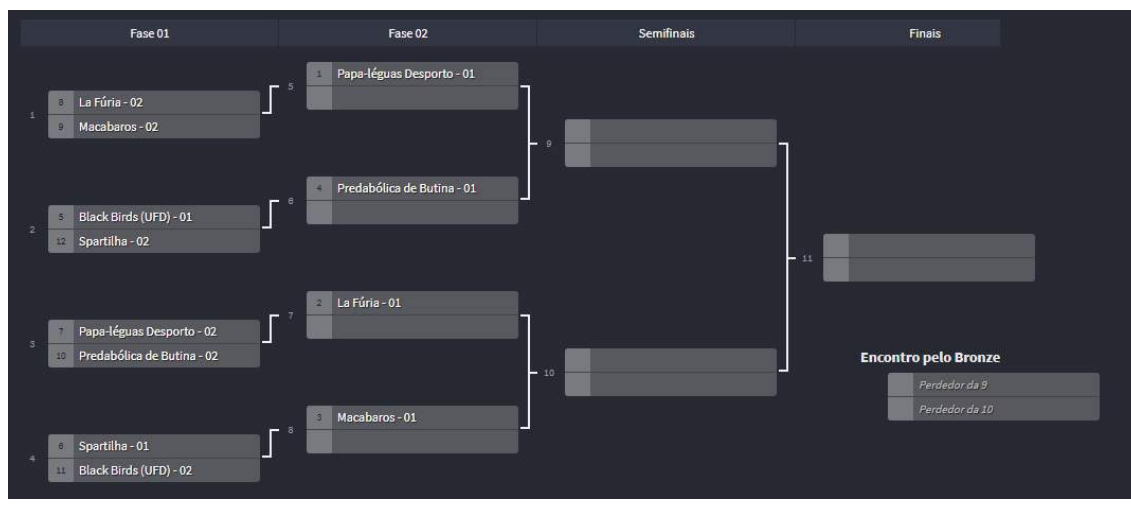 Fase 01
Fase 02
Semifinais
Finais
1
8 La Fúria - 02
9 Macabaros - 02
2
5 Black Birds (UFD) - 01
12 Spartilha - 02
3
7 Papa-léguas Desporto - 02
10 Predabólica de Butina - 02
4
6 Spartilha - 01
11 Black Birds (UFD) - 02
5
1 Papa-léguas Desporto - 01
6
4 Predabólica de Butina - 01
7
2 La Fúria - 01
8
3 Macabaros - 01
9
10
11
Encontro pelo Bronze
Perdedor da 9
Perdedor da 10